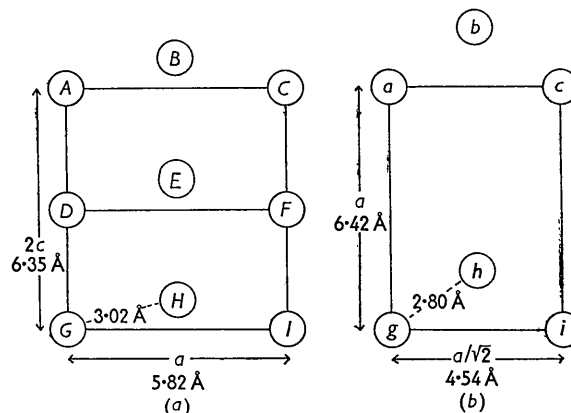 B
b
A
C
a
c
E
D
F
2c
6·35 Å
a
6·42 Å
H
h
3·02 Å
2·80 Å
G
I
g
i
a
5·82 Å
a/√2
4·54 Å
(a)
(b)